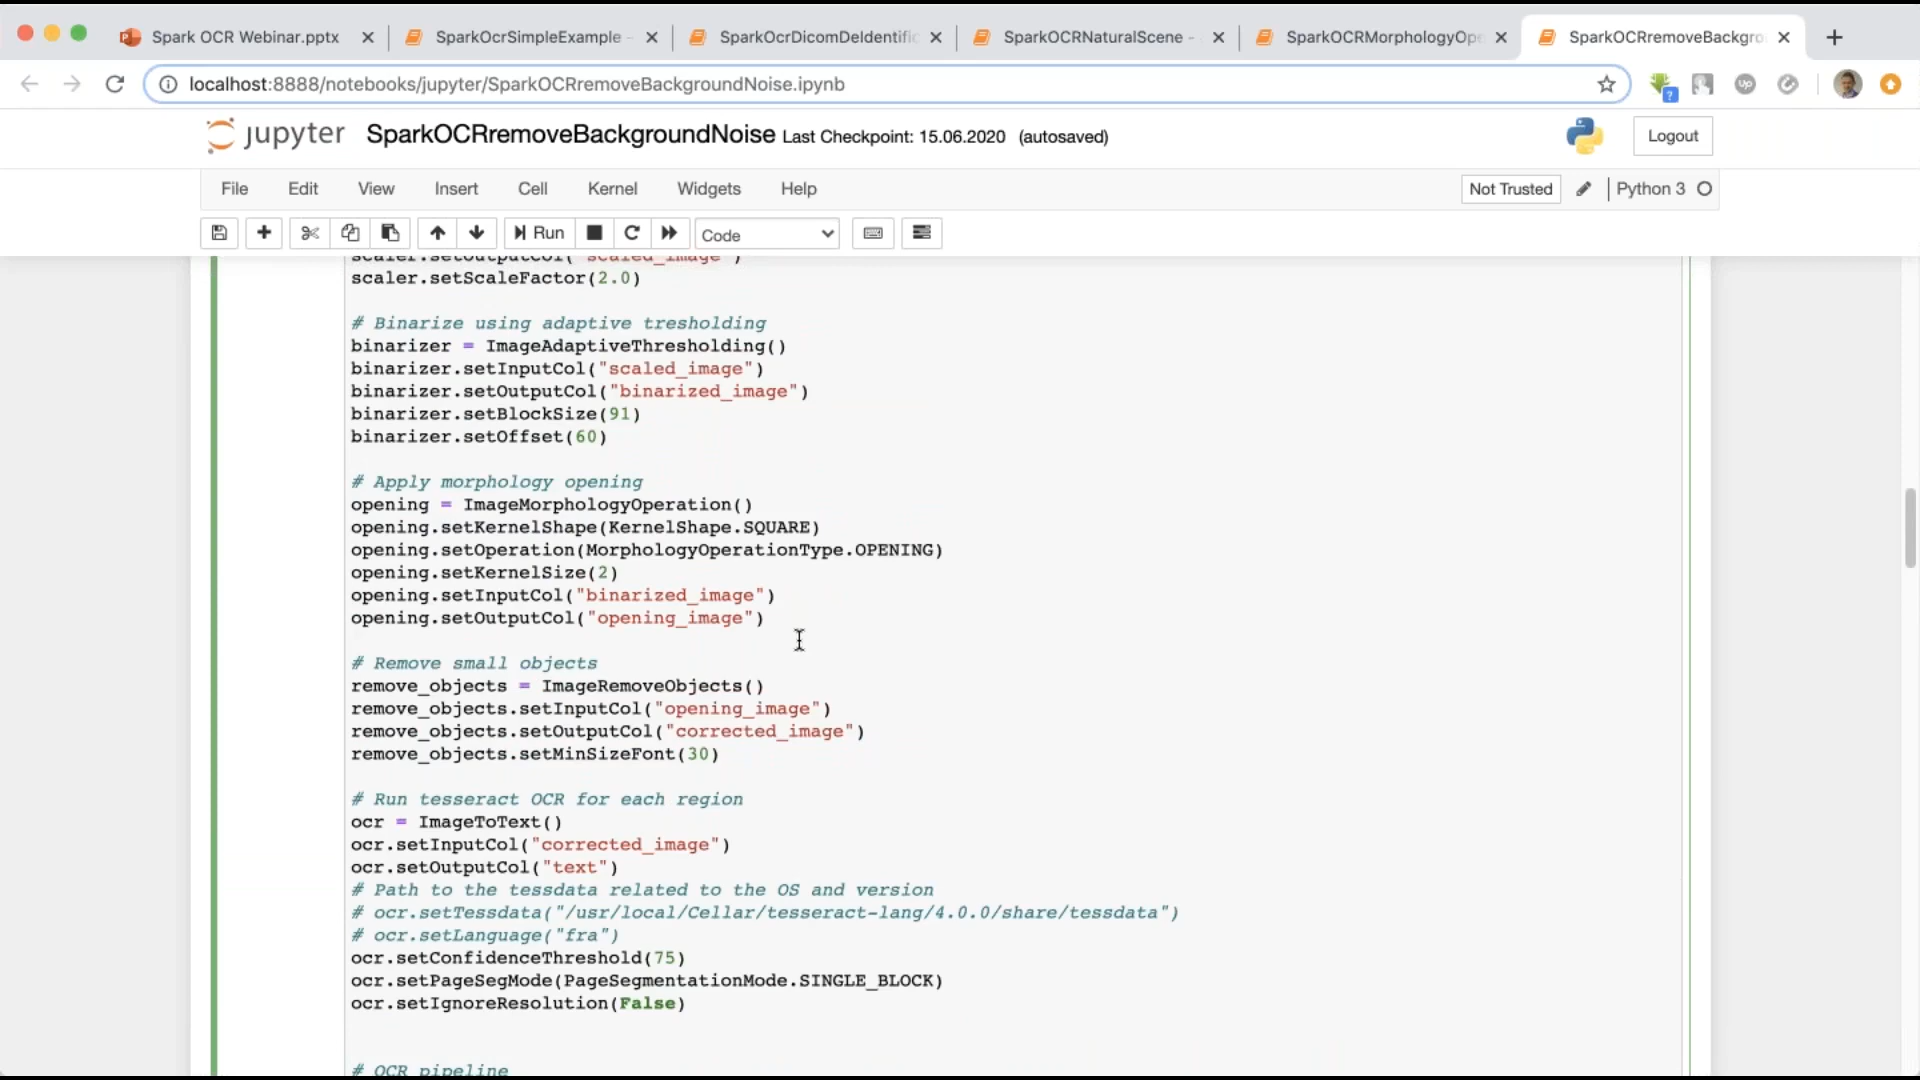 Spark OCR Webinar.pptx
SparkOcrSimpleExample -
SparkOcrDicomDeIdentific
SparkOCRNaturalScene -
SparkOCRMorphologyOpe
SparkOCRremoveBackgro
localhost:8888/notebooks/jupyter/SparkOCRremoveBackgroundNoise.ipynb
jupyter SparkOCRremoveBackgroundNoise Last Checkpoint: 15.06.2020 (autosaved)
Logout
File Edit View Insert Cell Kernel Widgets Help
Not Trusted
Python 3
Run
Code
scaler.setOutputCol("scaled_image")
scaler.setScaleFactor(2.0)
# Binarize using adaptive tresholding
binarizer = ImageAdaptiveThresholding()
binarizer.setInputCol("scaled_image")
binarizer.setOutputCol("binarized_image")
binarizer.setBlockSize(91)
binarizer.setOffset(60)
# Apply morphology opening
opening = ImageMorphologyOperation()
opening.setKernelShape(KernelShape.SQUARE)
opening.setOperation(MorphologyOperationType.OPENING)
opening.setKernelSize(2)
opening.setInputCol("binarized_image")
opening.setOutputCol("opening_image")
# Remove small objects
remove_objects = ImageRemoveObjects()
remove_objects.setInputCol("opening_image")
remove_objects.setOutputCol("corrected_image")
remove_objects.setMinSizeFont(30)
# Run tesseract OCR for each region
ocr = ImageToText()
ocr.setInputCol("corrected_image")
ocr.setOutputCol("text")
# Path to the tessdata related to the OS and version
# ocr.setTessdata("/usr/local/Cellar/tesseract-lang/4.0.0/share/tessdata")
# ocr.setLanguage("fra")
ocr.setConfidenceThreshold(75)
ocr.setPageSegMode(PageSegmentationMode.SINGLE_BLOCK)
ocr.setIgnoreResolution(False)
# OCR pipeline